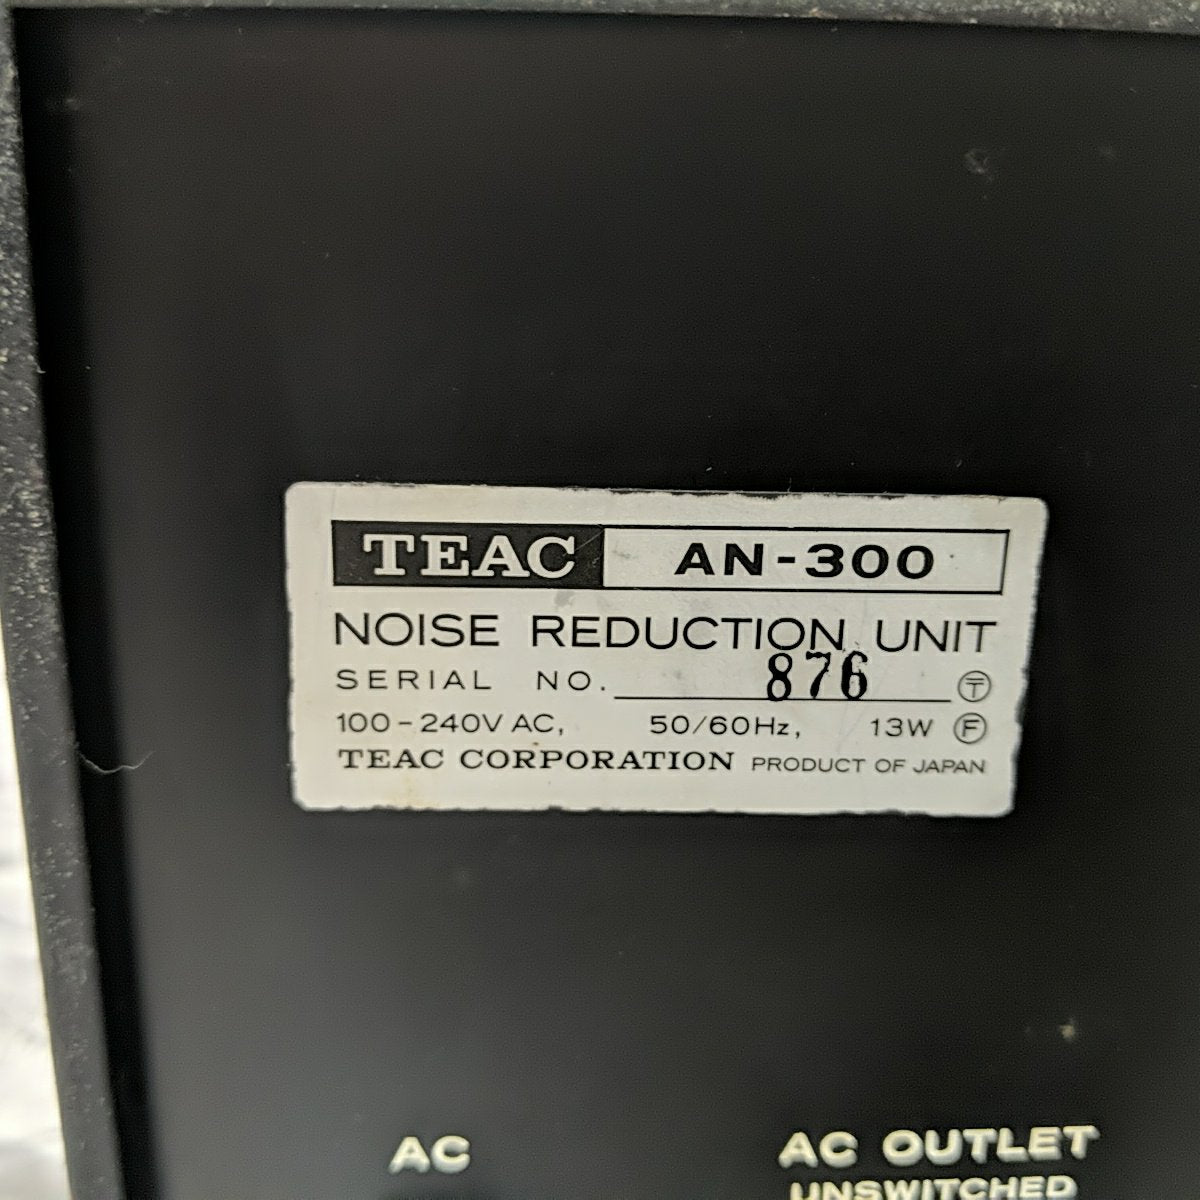 TEAC AN-300
NOISE REDUCTION UNIT
SERIAL NO. 876 〒
100-240V AC, 50/60Hz, 13W Ⓕ
TEAC CORPORATION PRODUCT OF JAPAN
AC AC OUTLET
UNSWITCHED